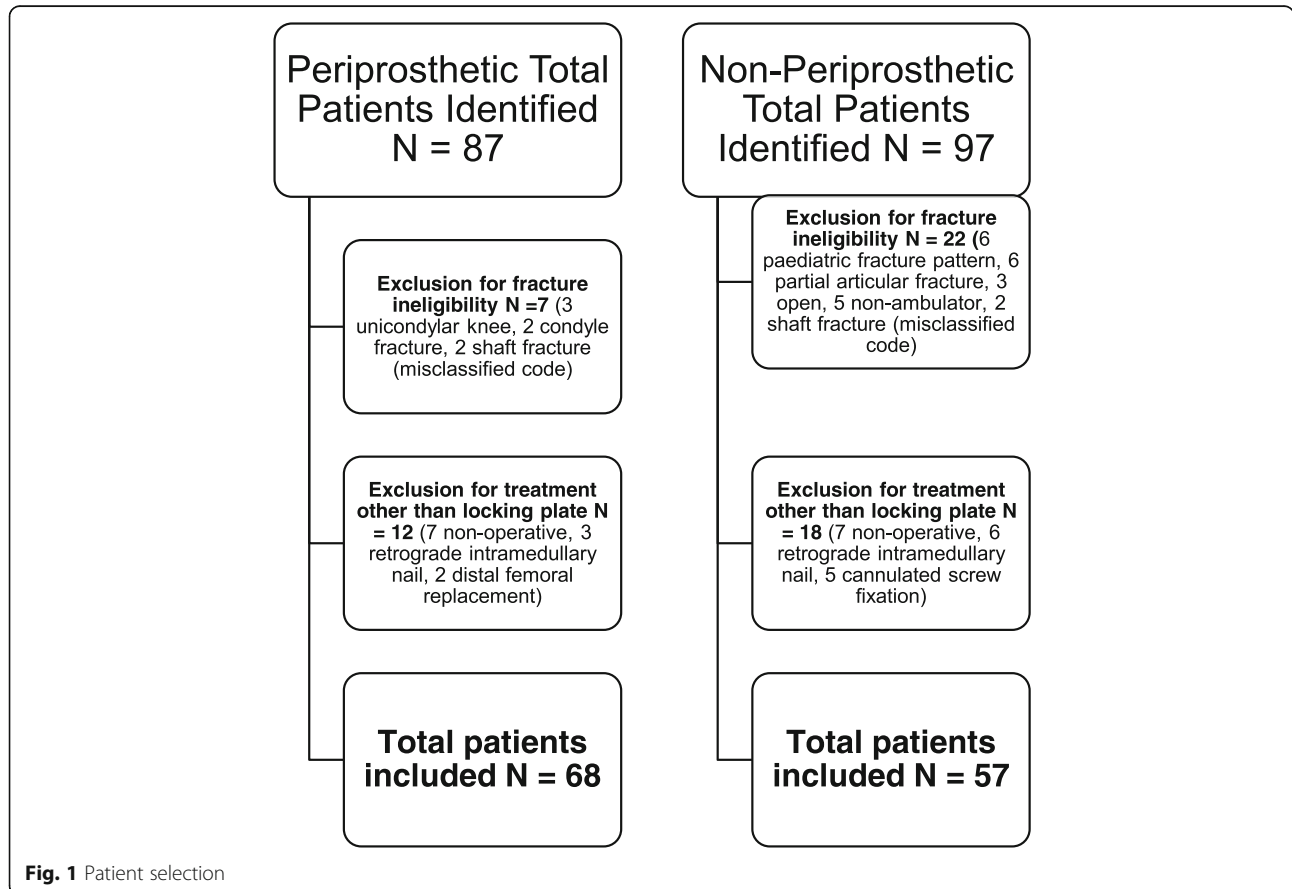 Periprosthetic Total
Patients Identified
N = 87
Exclusion for fracture
ineligibility N =7 (3
unicondylar knee, 2 condyle
fracture, 2 shaft fracture
(misclassified code)
Exclusion for treatment
other than locking plate N
= 12 (7 non-operative, 3
retrograde intramedullary
nail, 2 distal femoral
replacement)
Total patients
included N = 68
Non-Periprosthetic
Total Patients
Identified N = 97
Exclusion for fracture
ineligibility N = 22 (6
paediatric fracture pattern, 6
partial articular fracture, 3
open, 5 non-ambulator, 2
shaft fracture (misclassified
code)
Exclusion for treatment
other than locking plate N
= 18 (7 non-operative, 6
retrograde intramedullary
nail, 5 cannulated screw
fixation)
Total patients
included N = 57
Fig. 1 Patient selection